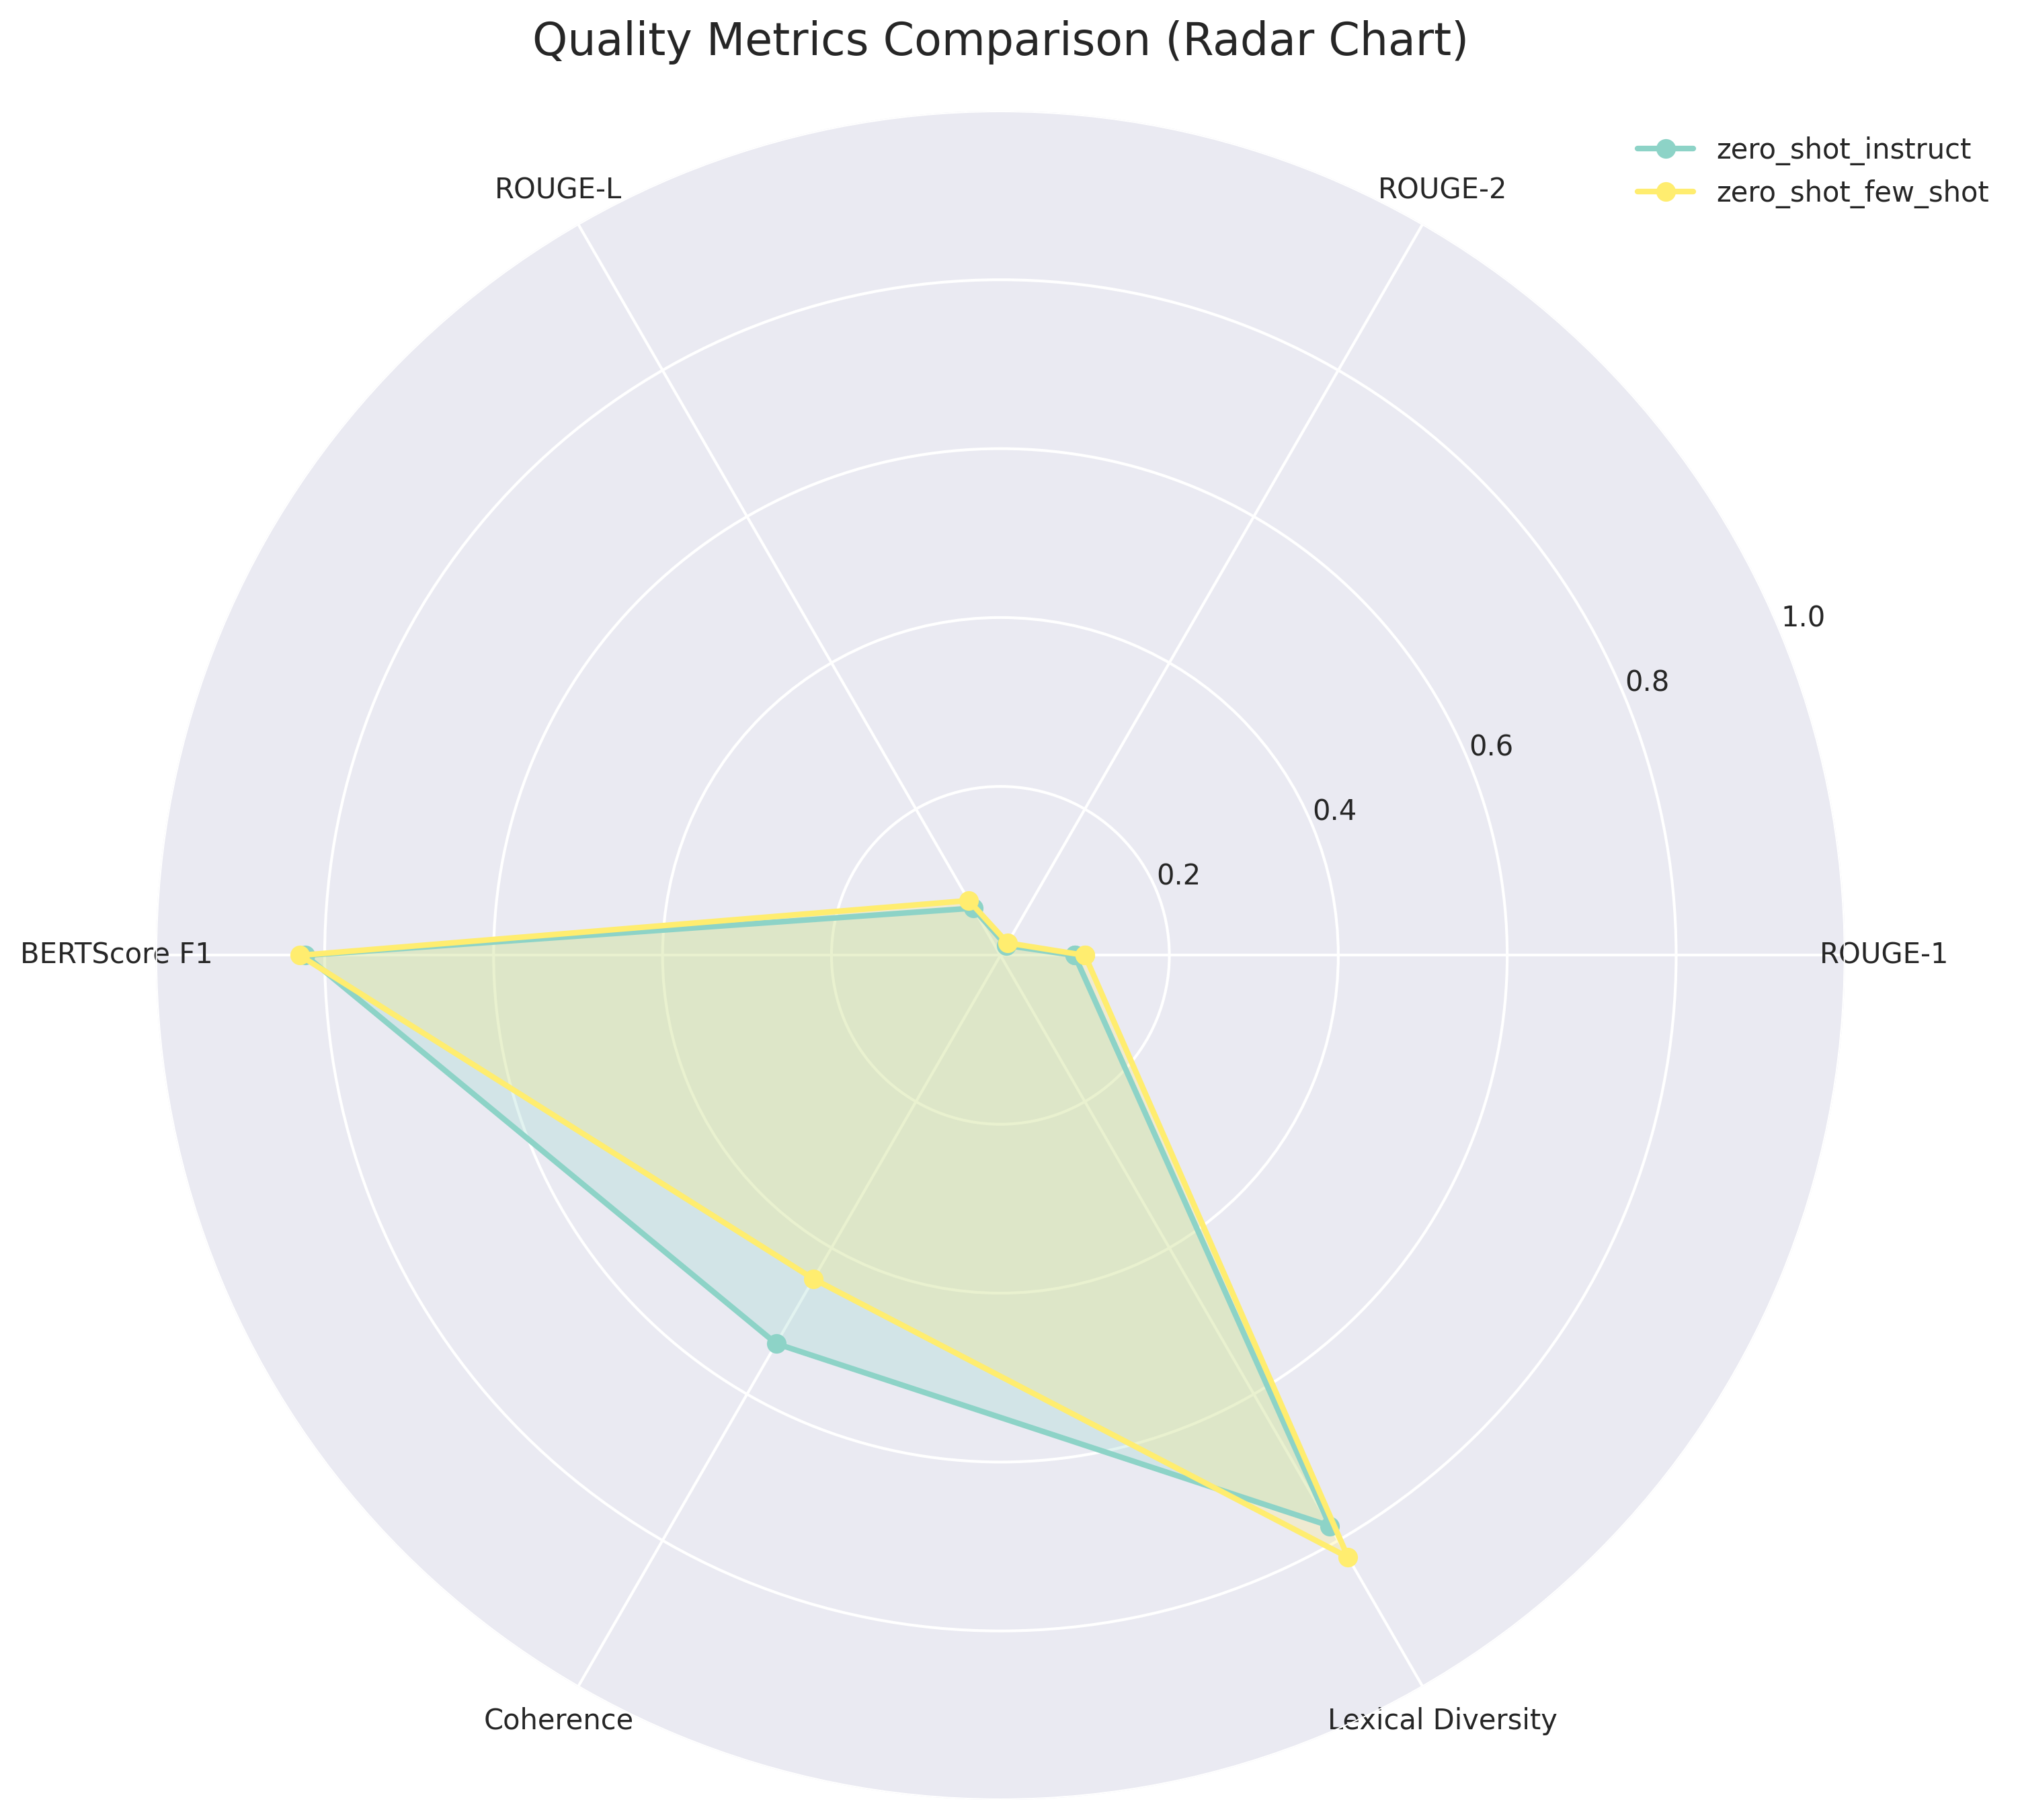 Quality Metrics Comparison (Radar Chart)
zero_shot_instruct
zero_shot_few_shot
ROUGE-L
ROUGE-2
1.0
0.8
0.6
0.4
0.2
BERTScore F1
ROUGE-1
Coherence
Lexical Diversity